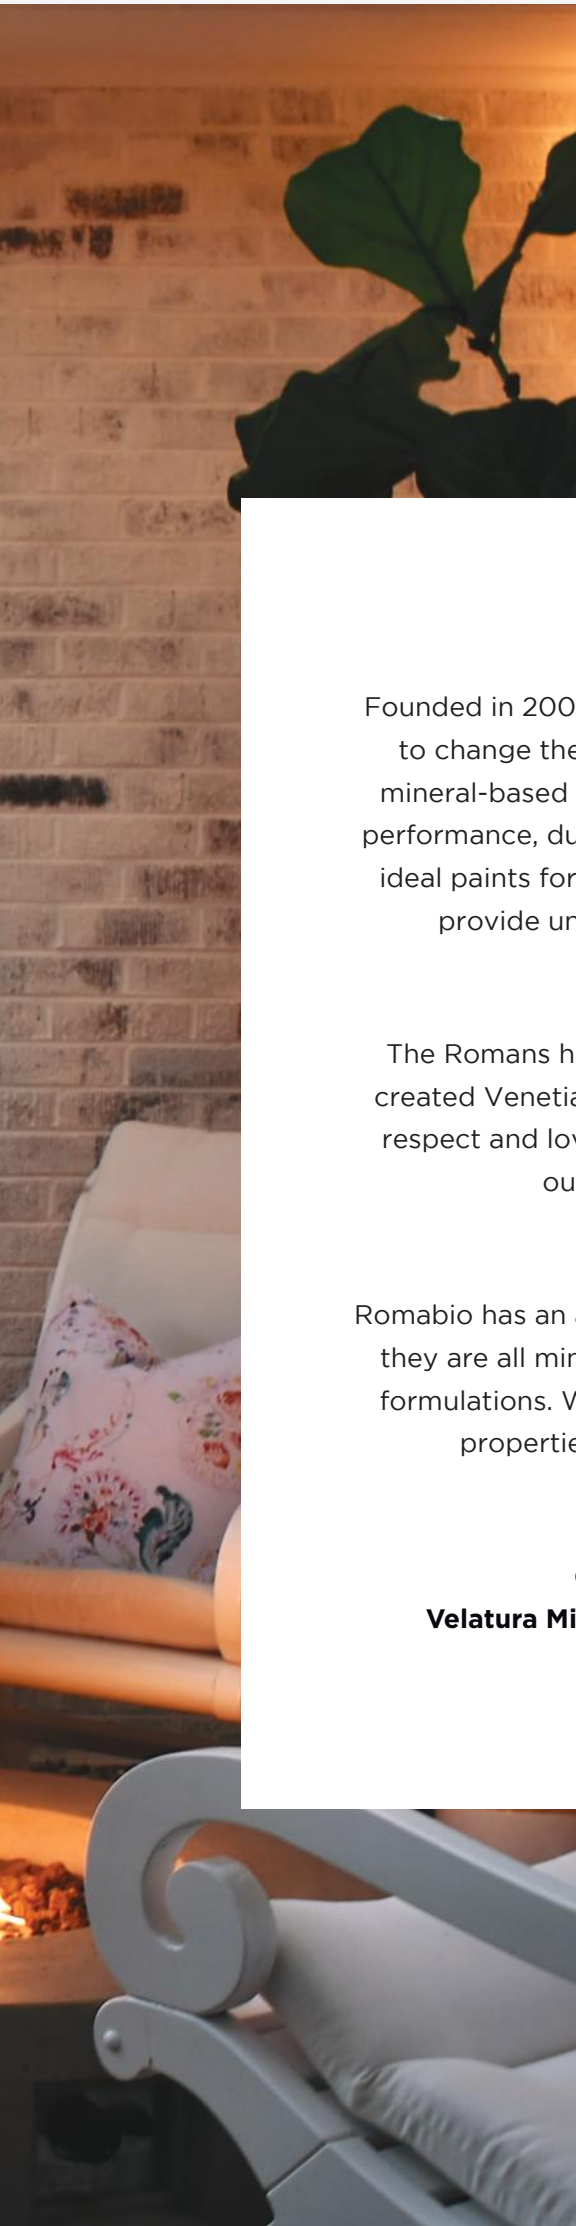 Founded in 200
to change the
mineral-based
performance, du
ideal paints for
provide un
The Romans h
created Venetia
respect and lov
ou
Romabio has an
they are all min
formulations. W
propertie
Velatura Mi